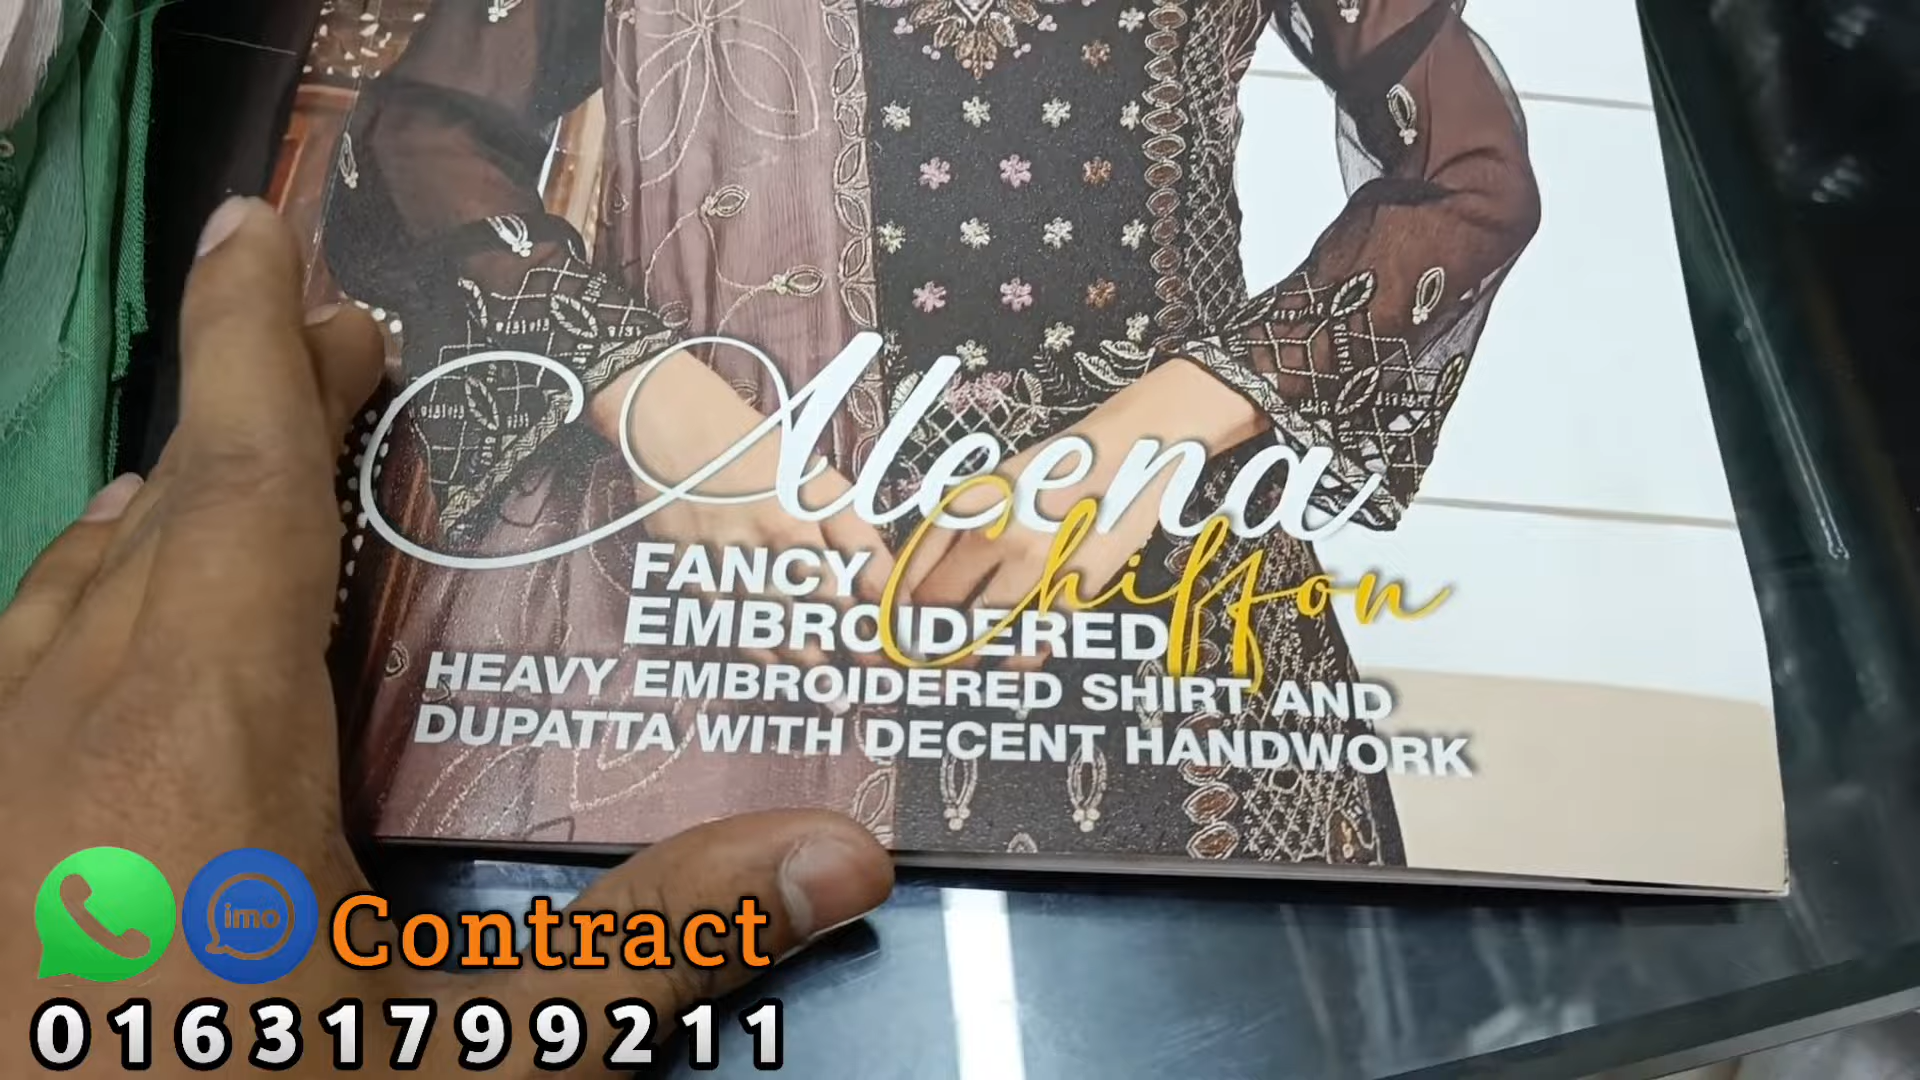 Aleena
Chiffon
FANCY
EMBROIDERED
HEAVY EMBROIDERED SHIRT AND
DUPATTA WITH DECENT HANDWORK
imo
Contract
01631799211